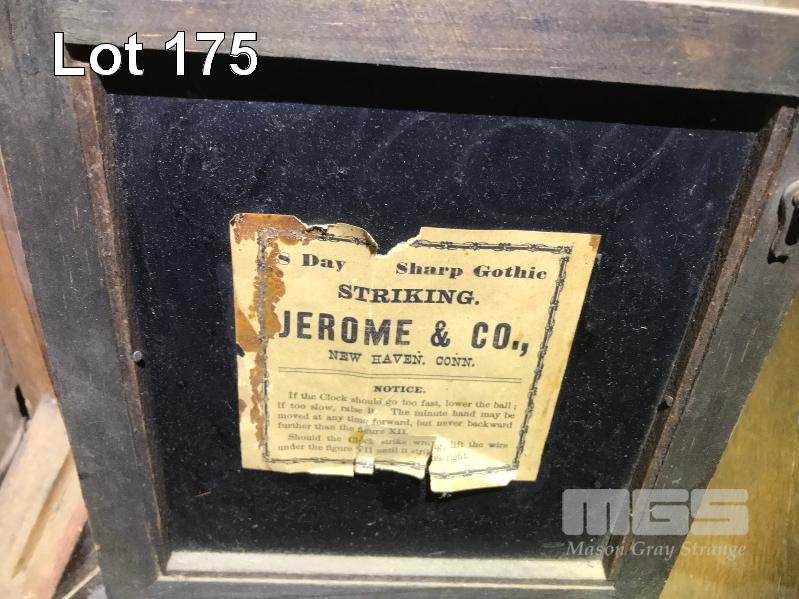 Lot 175
8 Day Sharp Gothic
STRIKING.
JEROME & CO.,
NEW HAVEN, CONN.
NOTICE.
If the Clock should go too fast, lower the ball;
if too slow, raise it. The minute hand may be
moved at any time forward, but never backward
further than the figure XII.
Should the Clock strike wrong, lift the wire
under the figure VII until it strikes right.
MGS
Mason Gray Strange